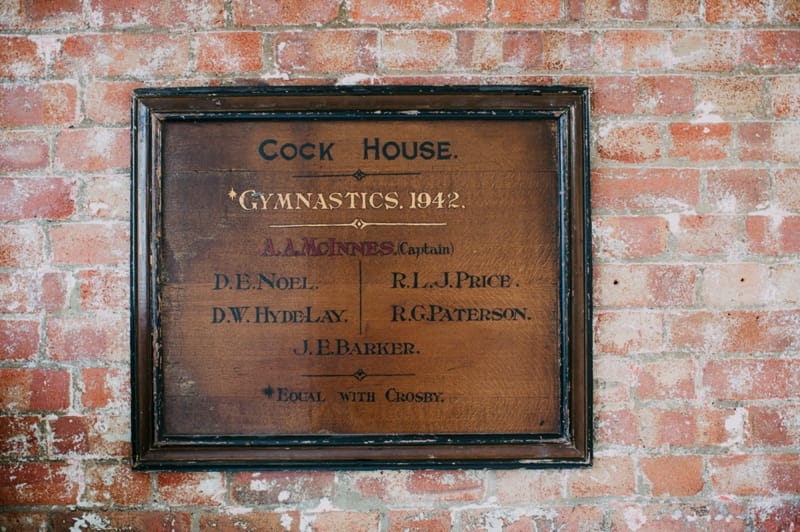 COCK HOUSE.
*GYMNASTICS. 1942.
A.A. McINNES. (Captain)
D.E. NOEL. R.L.J. PRICE.
D.W. HYDE-LAY. R.G. PATERSON.
J.E. BARKER.
*EQUAL WITH CROSBY.